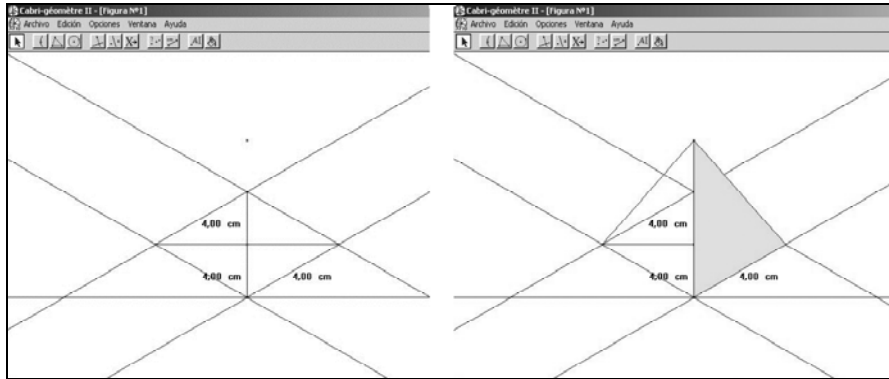 Cabri-géomètre II - [Figura Nº1]
Archivo Edición Opciones Ventana Ayuda
4,00 cm
4,00 cm 4,00 cm
Cabri-géomètre II - [Figura Nº1]
Archivo Edición Opciones Ventana Ayuda
4,00 cm
4,00 cm 4,00 cm